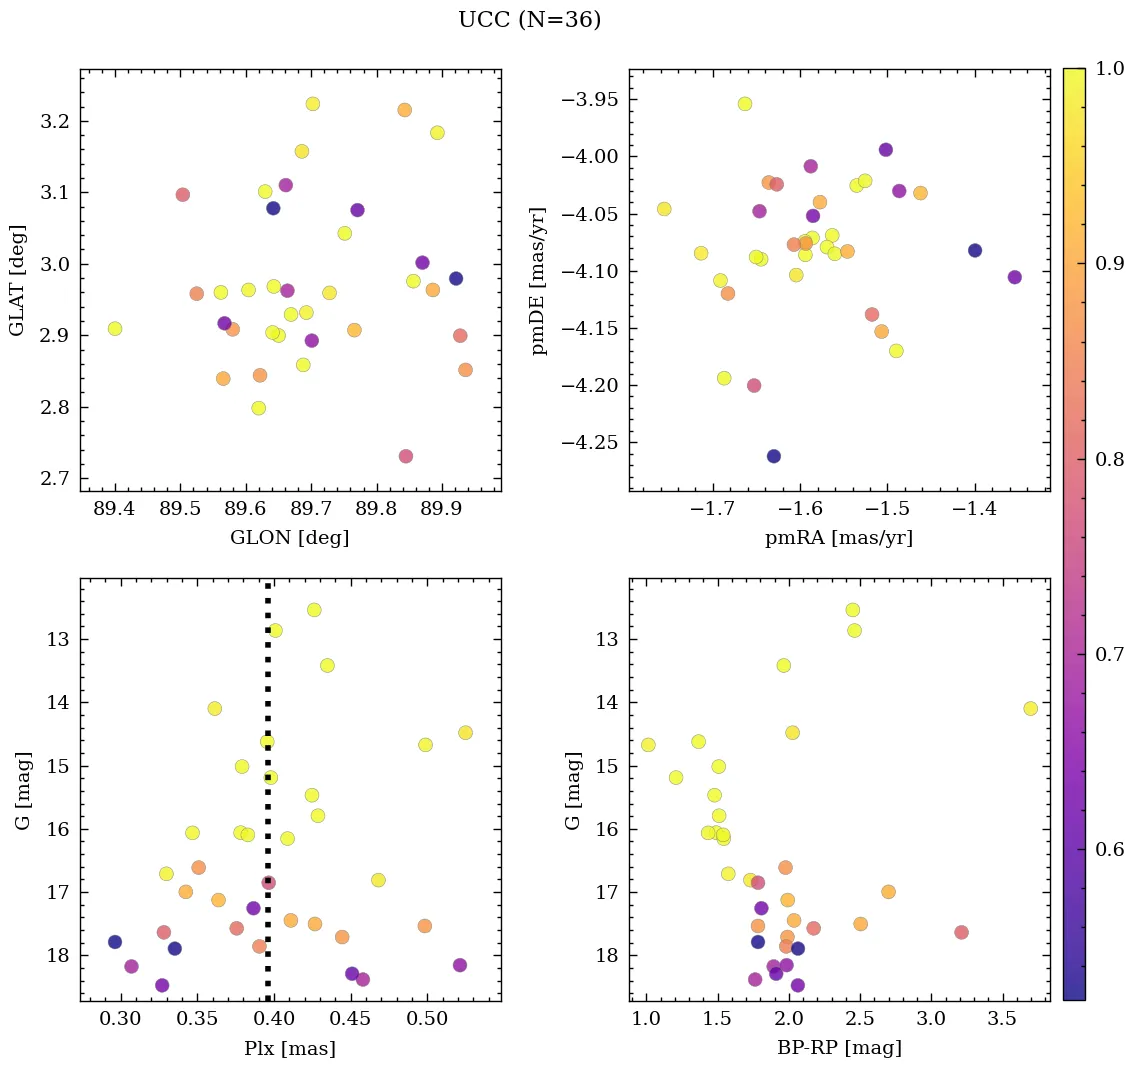 UCC (N=36)
3.2
3.1
3.0
2.9
2.8
2.7
GLAT [deg]
89.4 89.5 89.6 89.7 89.8 89.9
GLON [deg]
−3.95
−4.00
−4.05
−4.10
−4.15
−4.20
−4.25
pmDE [mas/yr]
−1.7 −1.6 −1.5 −1.4
pmRA [mas/yr]
13
14
15
16
17
18
G [mag]
0.30 0.35 0.40 0.45 0.50
Plx [mas]
13
14
15
16
17
18
G [mag]
1.0 1.5 2.0 2.5 3.0 3.5
BP-RP [mag]
1.0
0.9
0.8
0.7
0.6